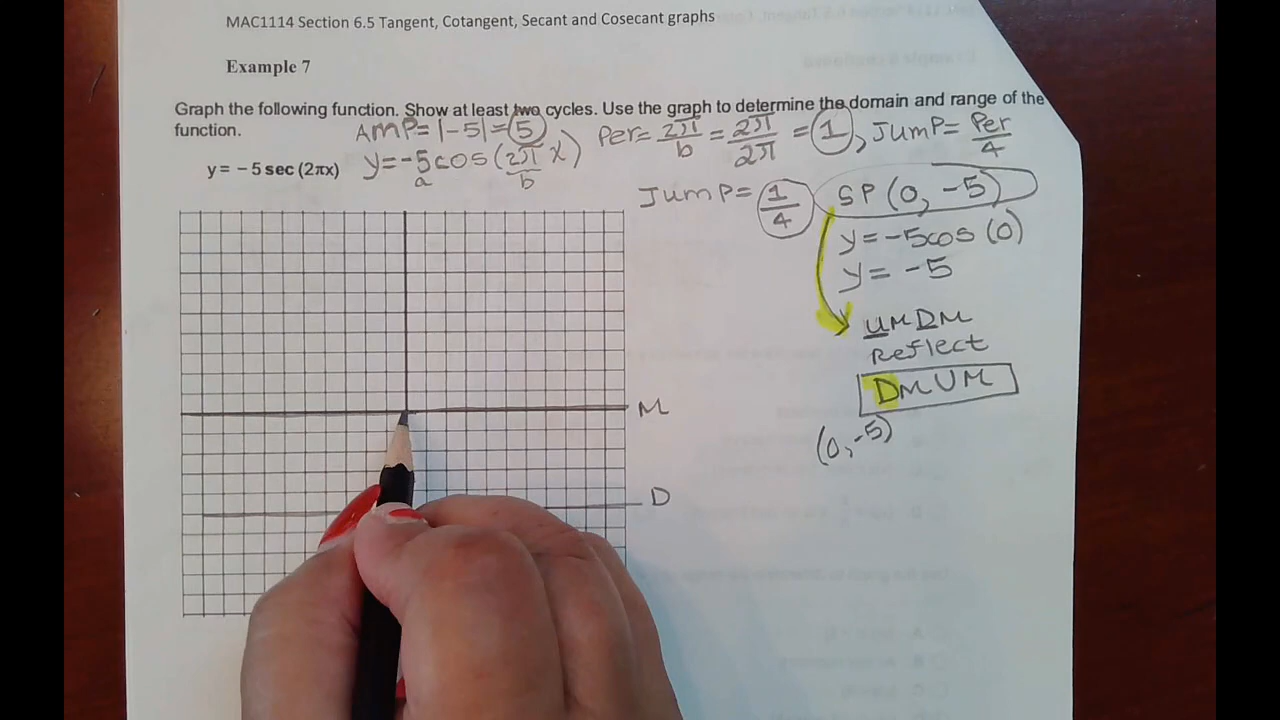 MAC1114 Section 6.5 Tangent, Cotangent, Secant and Cosecant graphs
Example 7
Graph the following function. Show at least two cycles. Use the graph to determine the domain and range of the
function.
AMP= |-5| = 5
Per= 2π/b = 2π/2π = 1, Jump= Per/4
y = - 5 sec (2πx)
y=-5cos(2πx)
a
b
Jump= 1/4
SP (0, -5)
y=-5cos(0)
y= -5
UMDM
Reflect
DMUM
(0,-5)
M
D